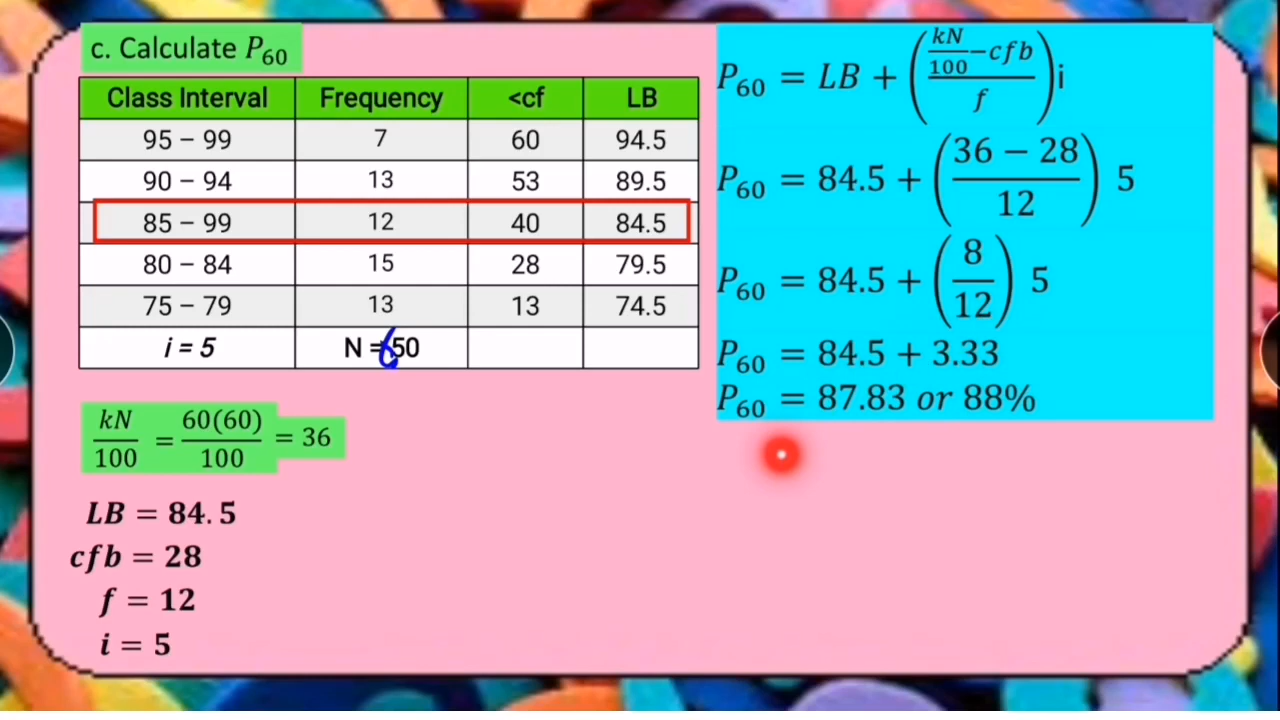 c. Calculate P₆₀
Class Interval Frequency <cf LB
95 – 99 7 60 94.5
90 – 94 13 53 89.5
85 – 99 12 40 84.5
80 – 84 15 28 79.5
75 – 79 13 13 74.5
i = 5 N = 650
kN/100 = 60(60)/100 = 36
LB = 84.5
cfb = 28
f = 12
i = 5
P₆₀ = LB + ((kN/100 − cfb)/f) i
P₆₀ = 84.5 + ((36 − 28)/12) 5
P₆₀ = 84.5 + (8/12) 5
P₆₀ = 84.5 + 3.33
P₆₀ = 87.83 or 88%